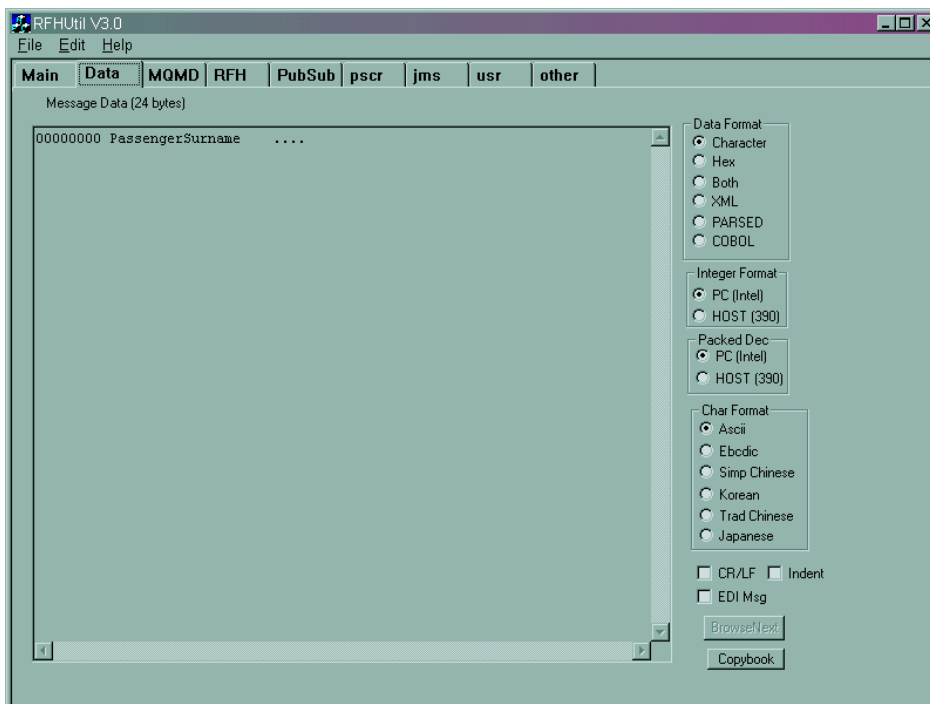 RFHUtil V3.0
File Edit Help
Main Data MQMD RFH PubSub pscr jms usr other
Message Data (24 bytes)
00000000 PassengerSurname    ....
Data Format
Character
Hex
Both
XML
PARSED
COBOL
Integer Format
PC (Intel)
HOST (390)
Packed Dec
PC (Intel)
HOST (390)
Char Format
Ascii
Ebcdic
Simp Chinese
Korean
Trad Chinese
Japanese
CR/LF Indent
EDI Msg
BrowseNext
Copybook